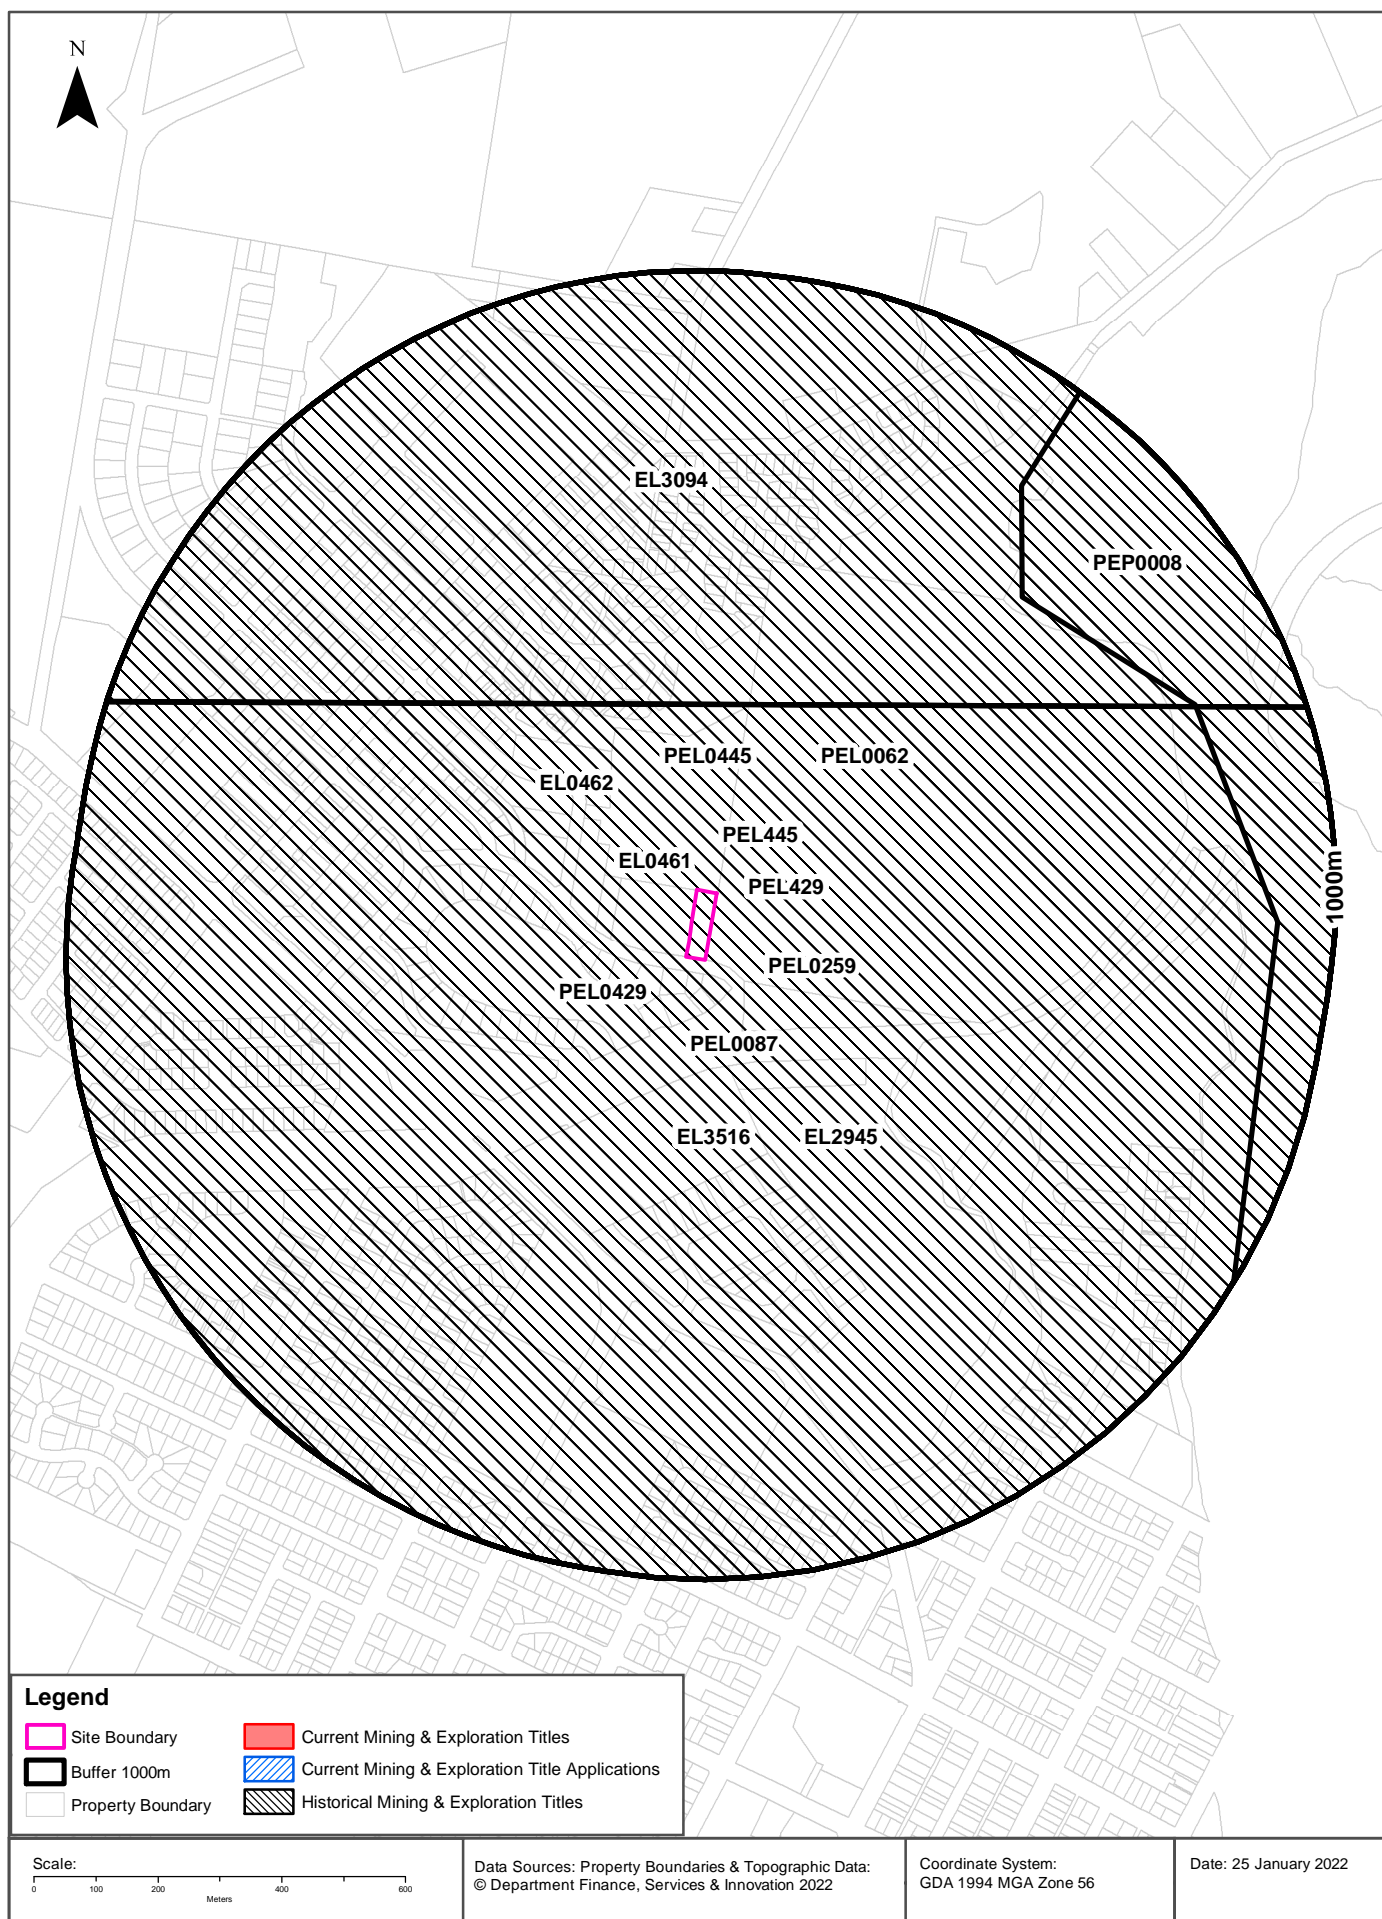 N
EL3094
PEP0008
PEL0445
PEL0062
EL0462
PEL445
EL0461
PEL429
1000m
PEL0259
PEL0429
PEL0087
EL3516
EL2945
Legend
Site Boundary
Buffer 1000m
Property Boundary
Current Mining & Exploration Titles
Current Mining & Exploration Title Applications
Historical Mining & Exploration Titles
Scale:
0 100 200 400 600
Meters
Data Sources: Property Boundaries & Topographic Data:
© Department Finance, Services & Innovation 2022
Coordinate System:
GDA 1994 MGA Zone 56
Date: 25 January 2022